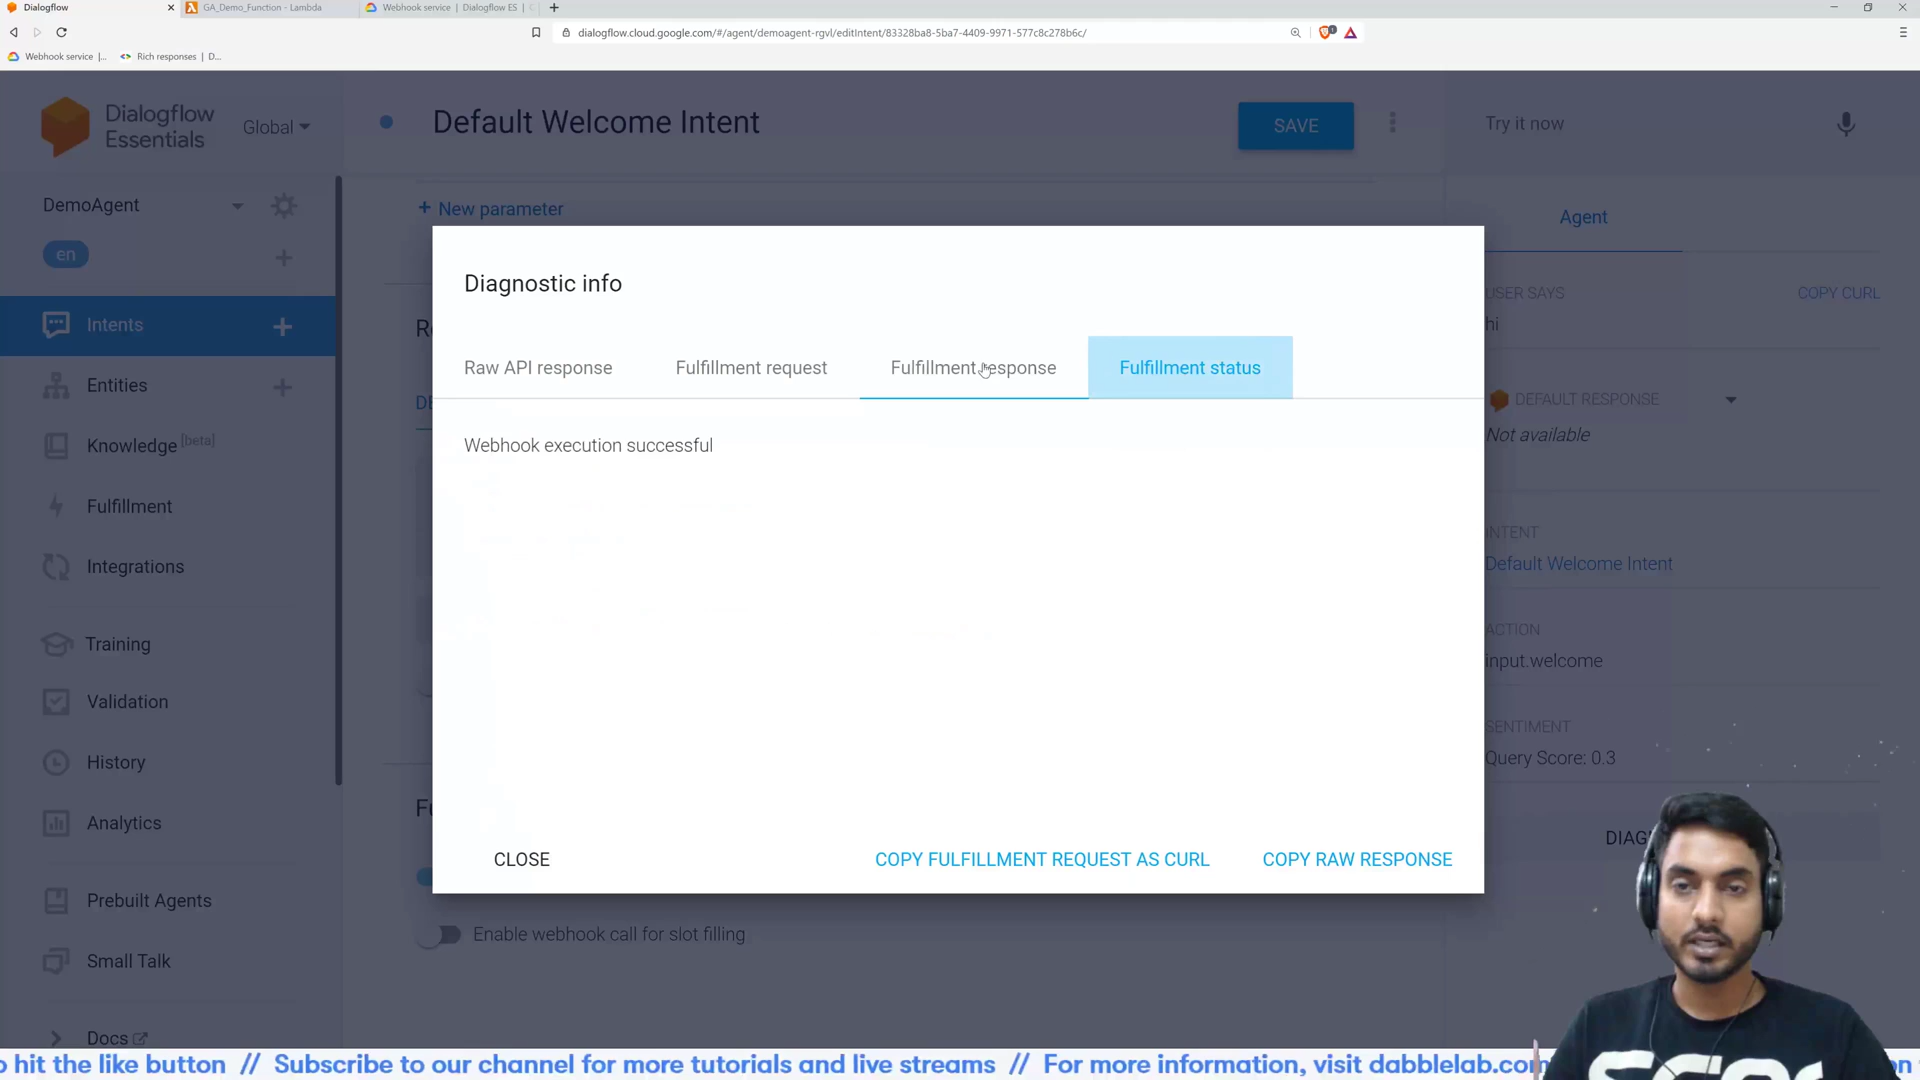 Dialogflow
GA_Demo_Function - Lambda
Webhook service | Dialogflow ES |
dialogflow.cloud.google.com/#/agent/demoagent-rgvl/editIntent/83328ba8-5ba7-4409-9971-577c8c278b6c/
Webhook service |...
Rich responses | D...
Dialogflow
Essentials
Global
Default Welcome Intent
SAVE
Try it now
DemoAgent
en
+ New parameter
Agent
Diagnostic info
USER SAYS
COPY CURL
hi
Intents
Raw API response
Fulfillment request
Fulfillment response
Fulfillment status
Entities
DEFAULT RESPONSE
Not available
Knowledge [beta]
Webhook execution successful
Fulfillment
INTENT
Default Welcome Intent
Integrations
ACTION
input.welcome
Training
Validation
SENTIMENT
Query Score: 0.3
History
Analytics
CLOSE
COPY FULFILLMENT REQUEST AS CURL
COPY RAW RESPONSE
Prebuilt Agents
Enable webhook call for slot filling
Small Talk
Docs
o hit the like button // Subscribe to our channel for more tutorials and live streams // For more information, visit dabblelab.com